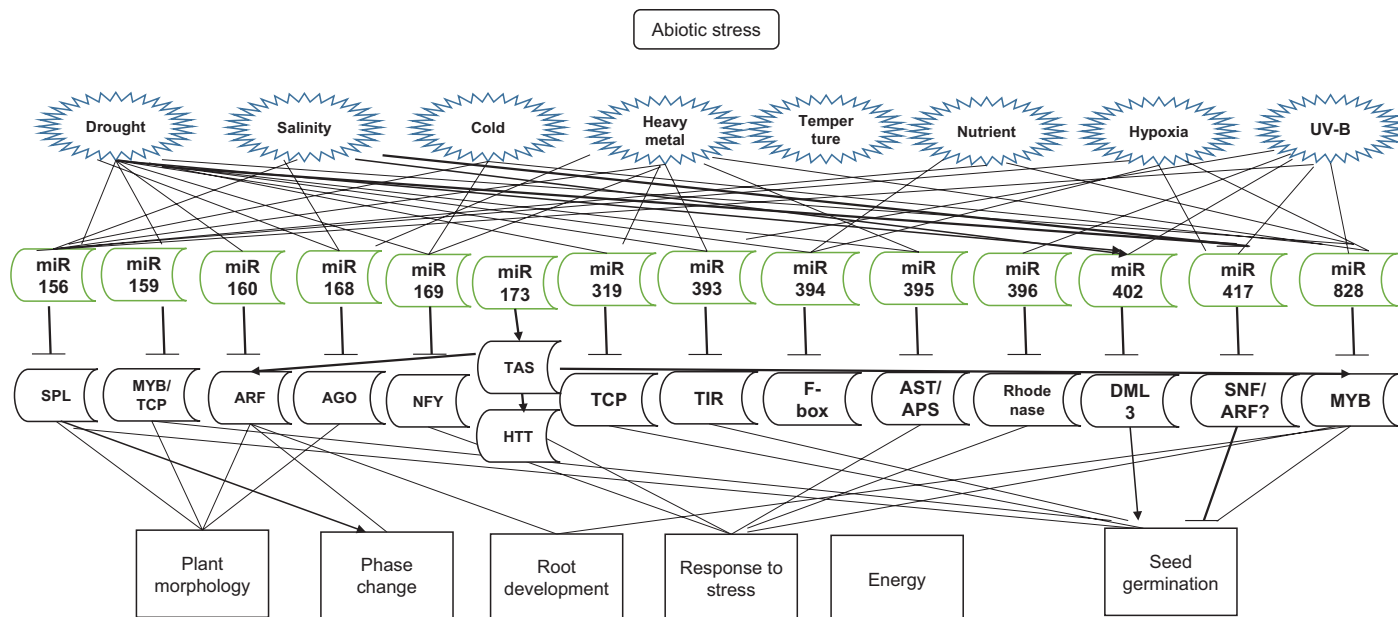 Abiotic stress
Drought
Salinity
Cold
Heavy
metal
Temper
ture
Nutrient
Hypoxia
UV-B
miR
156
miR
159
miR
160
miR
168
miR
169
miR
173
miR
319
miR
393
miR
394
miR
395
miR
396
miR
402
miR
417
miR
828
SPL
MYB/
TCP
ARF
AGO
NFY
TAS
HTT
TCP
TIR
F-
box
AST/
APS
Rhode
nase
DML
3
SNF/
ARF?
MYB
Plant
morphology
Phase
change
Root
development
Response to
stress
Energy
Seed
germination